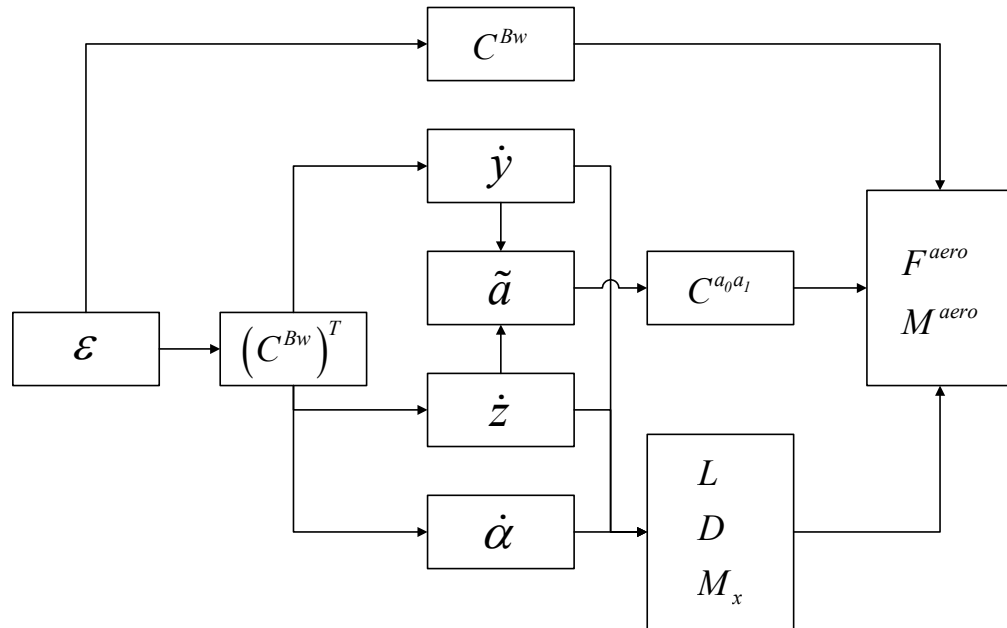 C^{Bw}
ẏ
ã
C^{a_0 a_1}
F^{aero}
M^{aero}
ε
(C^{Bw})^T
ż
α̇
L
D
M_x